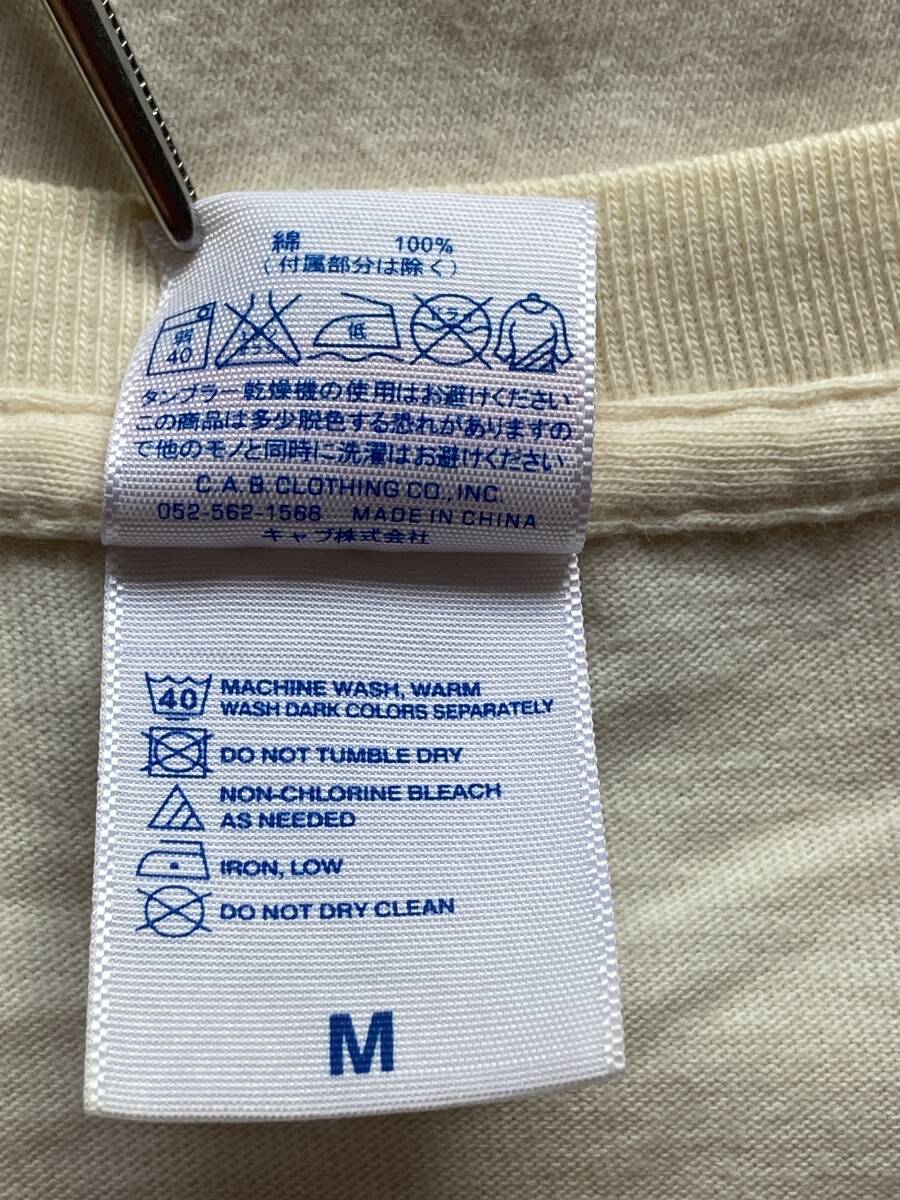 綿 100%
(付属部分は除く)
弱
40
低
タンブラー乾燥機の使用はお避けください
この商品は多少脱色する恐れがありますの
で他のモノと同時に洗濯はお避けください
C.A.B.CLOTHING CO., INC.
052-562-1568 MADE IN CHINA
キャブ株式会社
40 MACHINE WASH, WARM
WASH DARK COLORS SEPARATELY
DO NOT TUMBLE DRY
NON-CHLORINE BLEACH
AS NEEDED
IRON, LOW
DO NOT DRY CLEAN
M